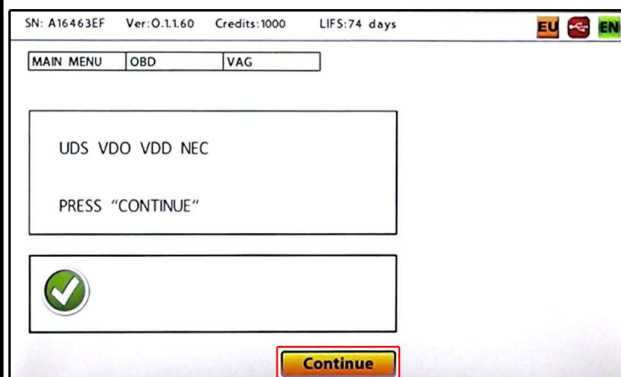 SN: A16463EF Ver:0.1.1.60 Credits:1000 LIFS:74 days EU EN
MAIN MENU OBD VAG
UDS VDO VDD NEC
PRESS “CONTINUE“
Continue